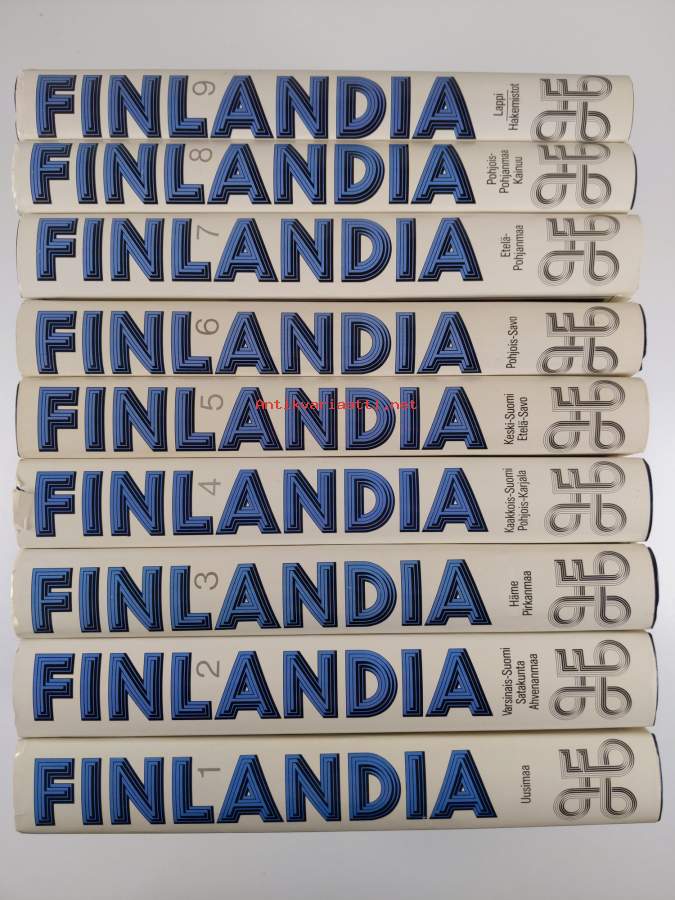 FINLANDIA
9
Lappi
Hakemistot
FINLANDIA
8
Pohjois-
Pohjanmaa
Kainuu
FINLANDIA
7
Etelä-
Pohjanmaa
FINLANDIA
6
Pohjois-Savo
FINLANDIA
5
Keski-Suomi
Etelä-Savo
Antikvariaatti.net
FINLANDIA
4
Kaakkois-Suomi
Pohjois-Karjala
FINLANDIA
3
Häme
Pirkanmaa
FINLANDIA
2
Varsinais-Suomi
Satakunta
Ahvenanmaa
FINLANDIA
1
Uusimaa